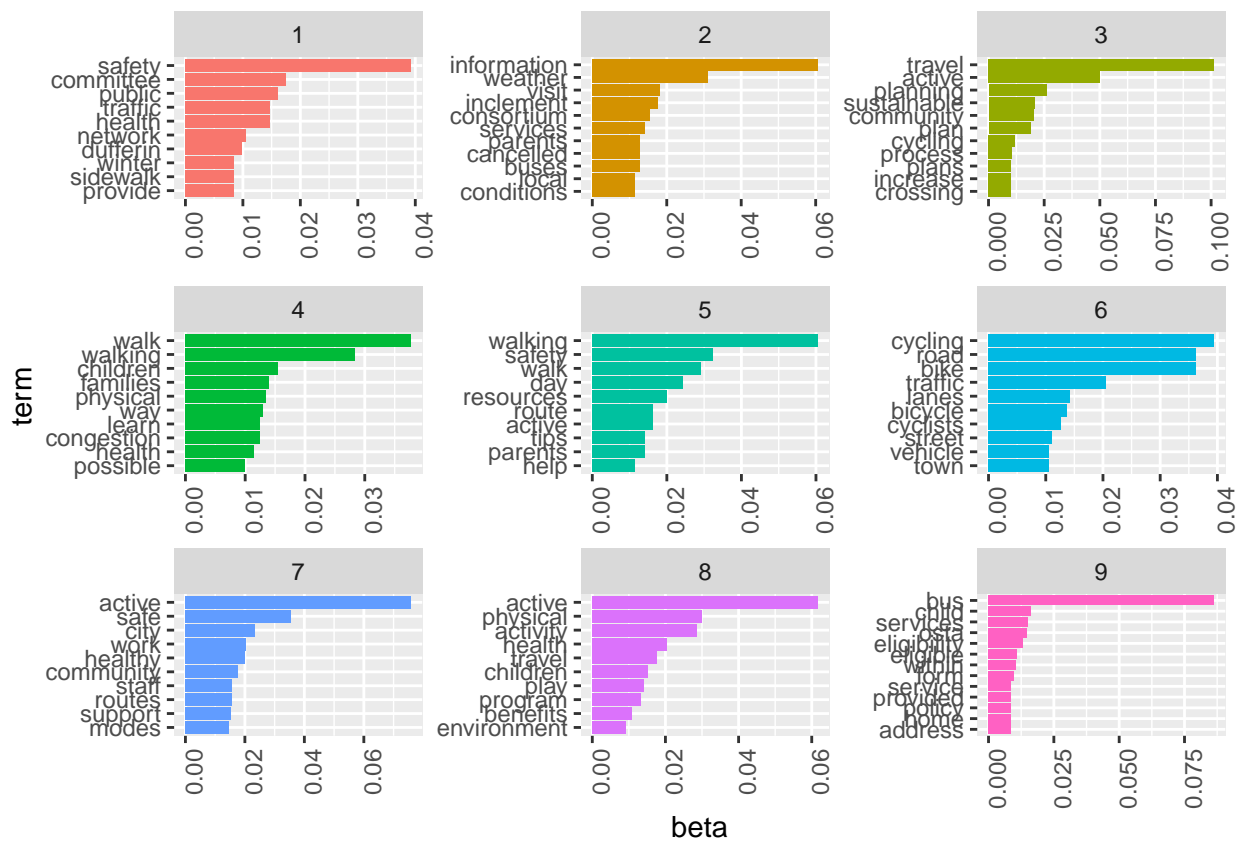 term
1
safety
committee
public
traffic
health
network
dufferin
winter
sidewalk
provide
0.00
0.01
0.02
0.03
0.04
2
information
weather
visit
inclement
consortium
services
parents
cancelled
buses
local
conditions
0.00
0.02
0.04
0.06
3
travel
active
planning
sustainable
community
plan
cycling
process
plans
increase
crossing
0.000
0.025
0.050
0.075
0.100
4
walk
walking
children
families
physical
way
learn
congestion
health
possible
0.00
0.01
0.02
0.03
5
walking
safety
walk
day
resources
route
active
tips
parents
help
0.00
0.02
0.04
0.06
6
cycling
road
bike
traffic
lanes
bicycle
cyclists
street
vehicle
town
0.00
0.01
0.02
0.03
0.04
7
active
safe
city
work
healthy
community
staff
routes
support
modes
0.00
0.02
0.04
0.06
8
active
physical
activity
health
travel
children
play
program
benefits
environment
0.00
0.02
0.04
0.06
9
bus
child
services
osta
eligibility
eligible
within
form
service
provided
policy
home
address
0.000
0.025
0.050
0.075
beta